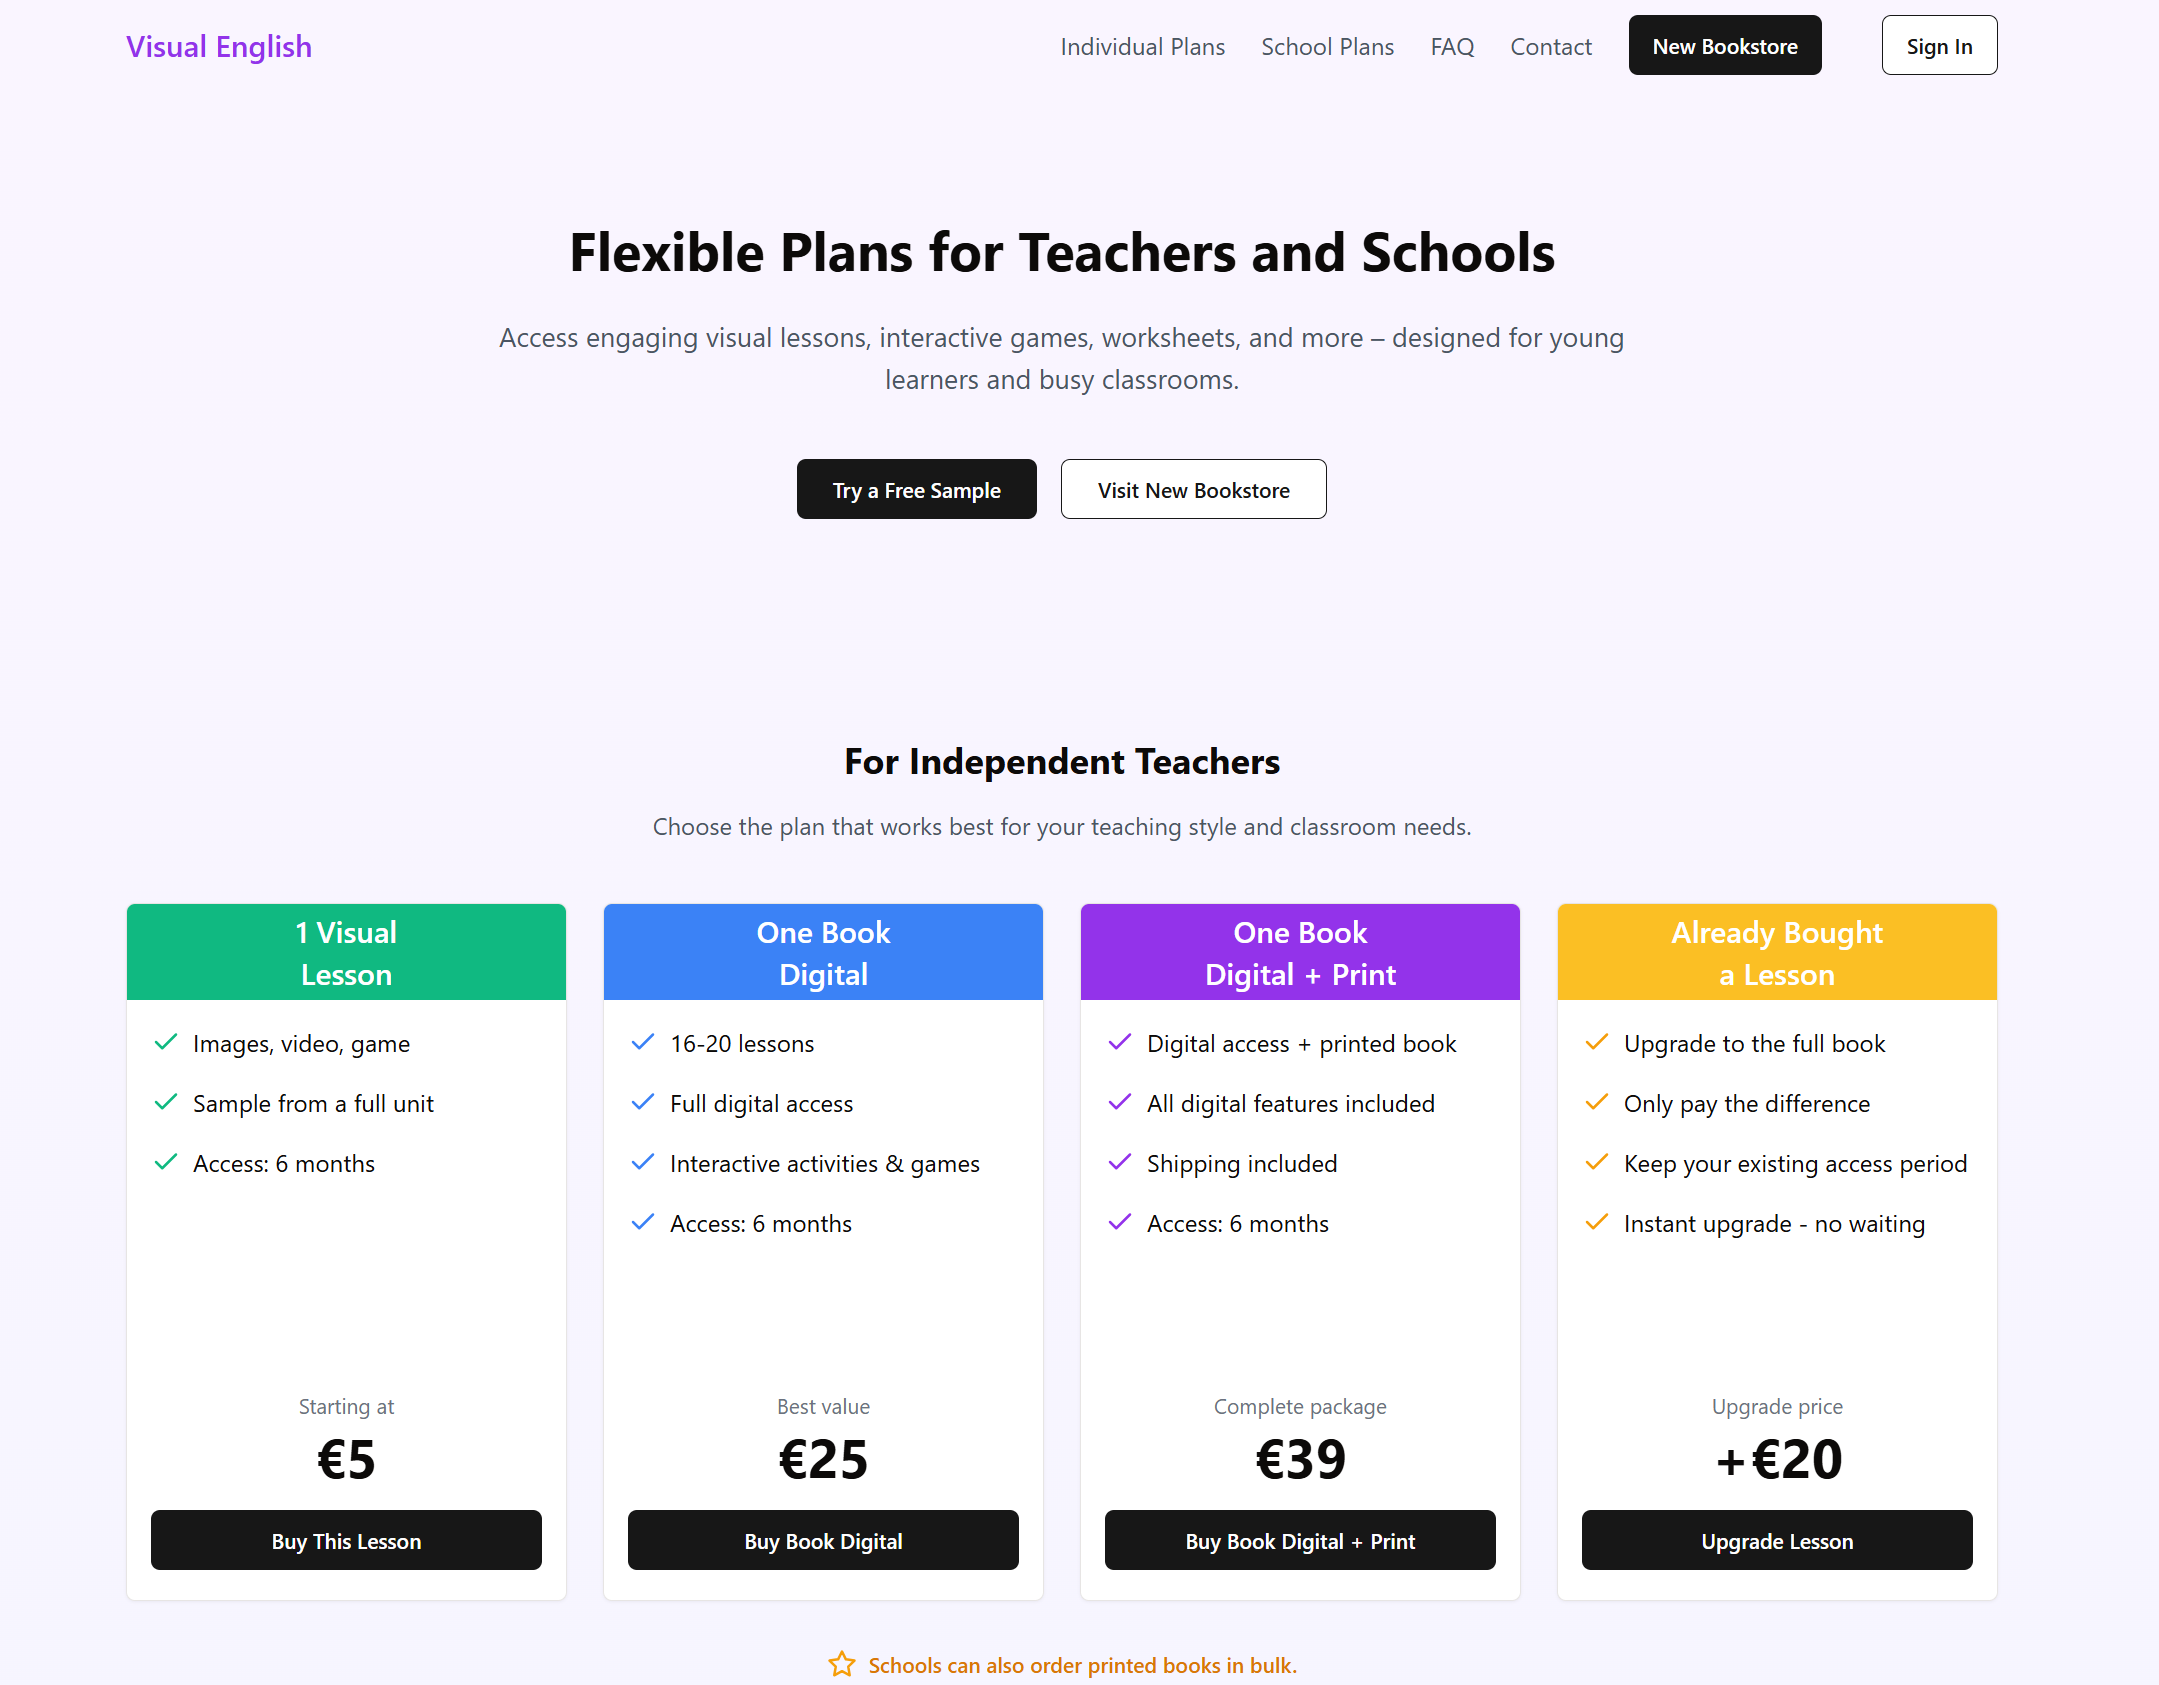 Visual English
Individual Plans
School Plans
FAQ
Contact
New Bookstore
Sign In
Flexible Plans for Teachers and Schools
Access engaging visual lessons, interactive games, worksheets, and more – designed for young
learners and busy classrooms.
Try a Free Sample
Visit New Bookstore
For Independent Teachers
Choose the plan that works best for your teaching style and classroom needs.
1 Visual
Lesson
Images, video, game
Sample from a full unit
Access: 6 months
Starting at
€5
Buy This Lesson
One Book
Digital
16-20 lessons
Full digital access
Interactive activities & games
Access: 6 months
Best value
€25
Buy Book Digital
One Book
Digital + Print
Digital access + printed book
All digital features included
Shipping included
Access: 6 months
Complete package
€39
Buy Book Digital + Print
Already Bought
a Lesson
Upgrade to the full book
Only pay the difference
Keep your existing access period
Instant upgrade - no waiting
Upgrade price
+€20
Upgrade Lesson
Schools can also order printed books in bulk.